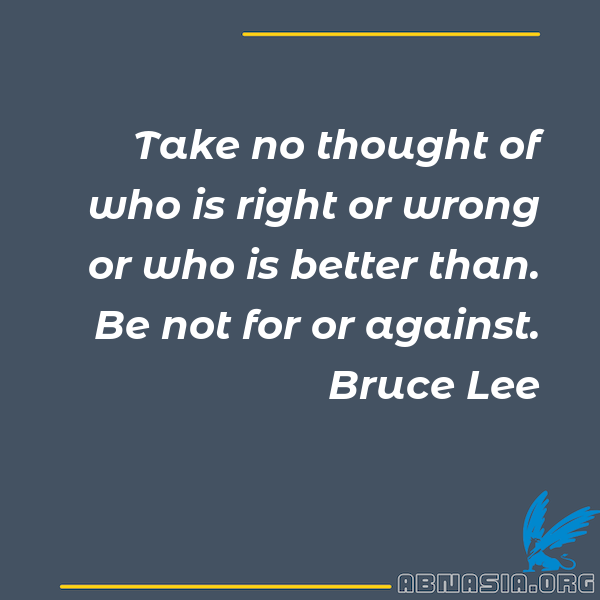 Take no thought of
who is right or wrong
or who is better than.
Be not for or against.
Bruce Lee
ABNASIA.ORG